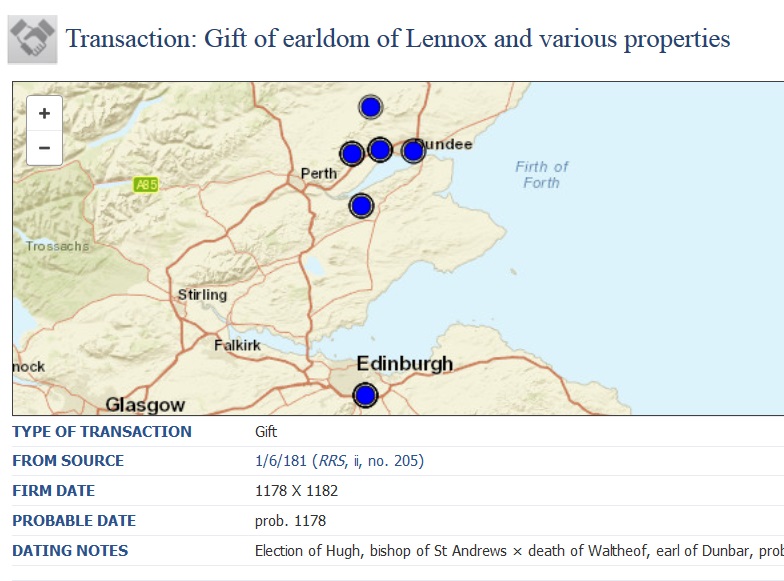 Transaction: Gift of earldom of Lennox and various properties
+
−
Dundee
Firth of
Forth
Perth
A85
Trossachs
Stirling
Falkirk
nock
Edinburgh
Glasgow
TYPE OF TRANSACTION Gift
FROM SOURCE 1/6/181 (RRS, ii, no. 205)
FIRM DATE 1178 X 1182
PROBABLE DATE prob. 1178
DATING NOTES Election of Hugh, bishop of St Andrews × death of Waltheof, earl of Dunbar, prob